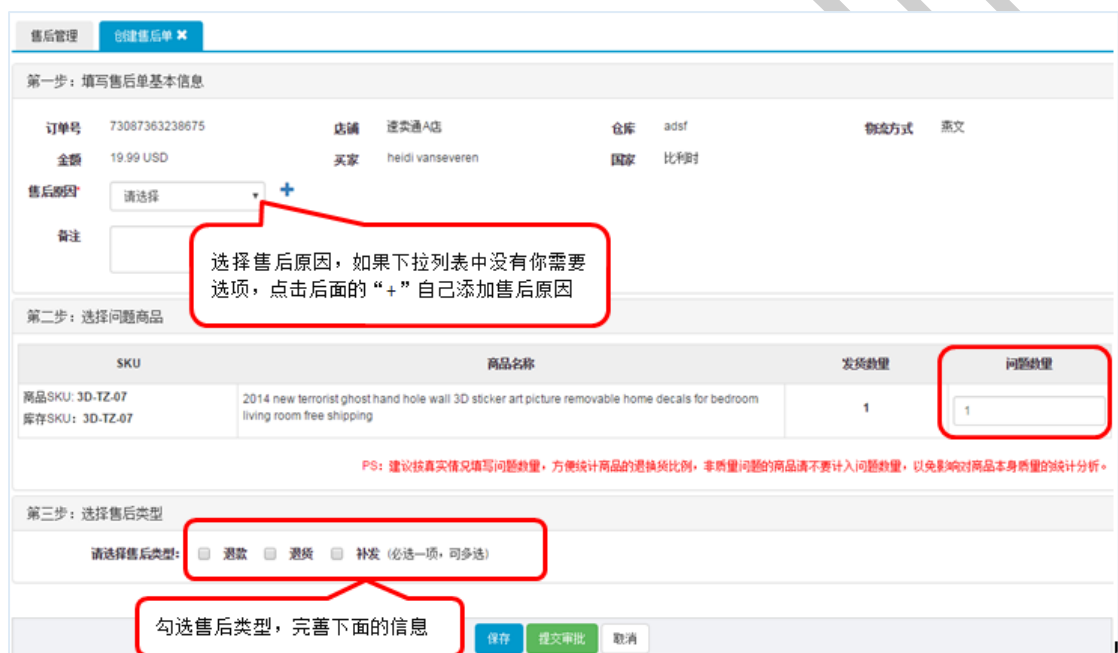 售后管理 创建售后单 ✖
第一步：填写售后单基本信息
订单号 73087363238675 店铺 速卖通A店 仓库 adsf 物流方式 燕文
金额 19.99 USD 买家 heidi vanseveren 国家 比利时
售后原因* 请选择 +
备注
选择售后原因，如果下拉列表中没有你需要
选项，点击后面的“+”自己添加售后原因
第二步：选择问题商品
SKU 商品名称 发货数量 问题数量
商品SKU: 3D-TZ-07
库存SKU: 3D-TZ-07
2014 new terrorist ghost hand hole wall 3D sticker art picture removable home decals for bedroom
living room free shipping
1 1
PS：建议按真实情况填写问题数量，方便统计商品的退换货比例，非质量问题的商品请不要计入问题数量，以免影响对商品本身质量的统计分析。
第三步：选择售后类型
请选择售后类型: 退款 退货 补发 (必选一项，可多选)
勾选售后类型，完善下面的信息
保存 提交审批 取消